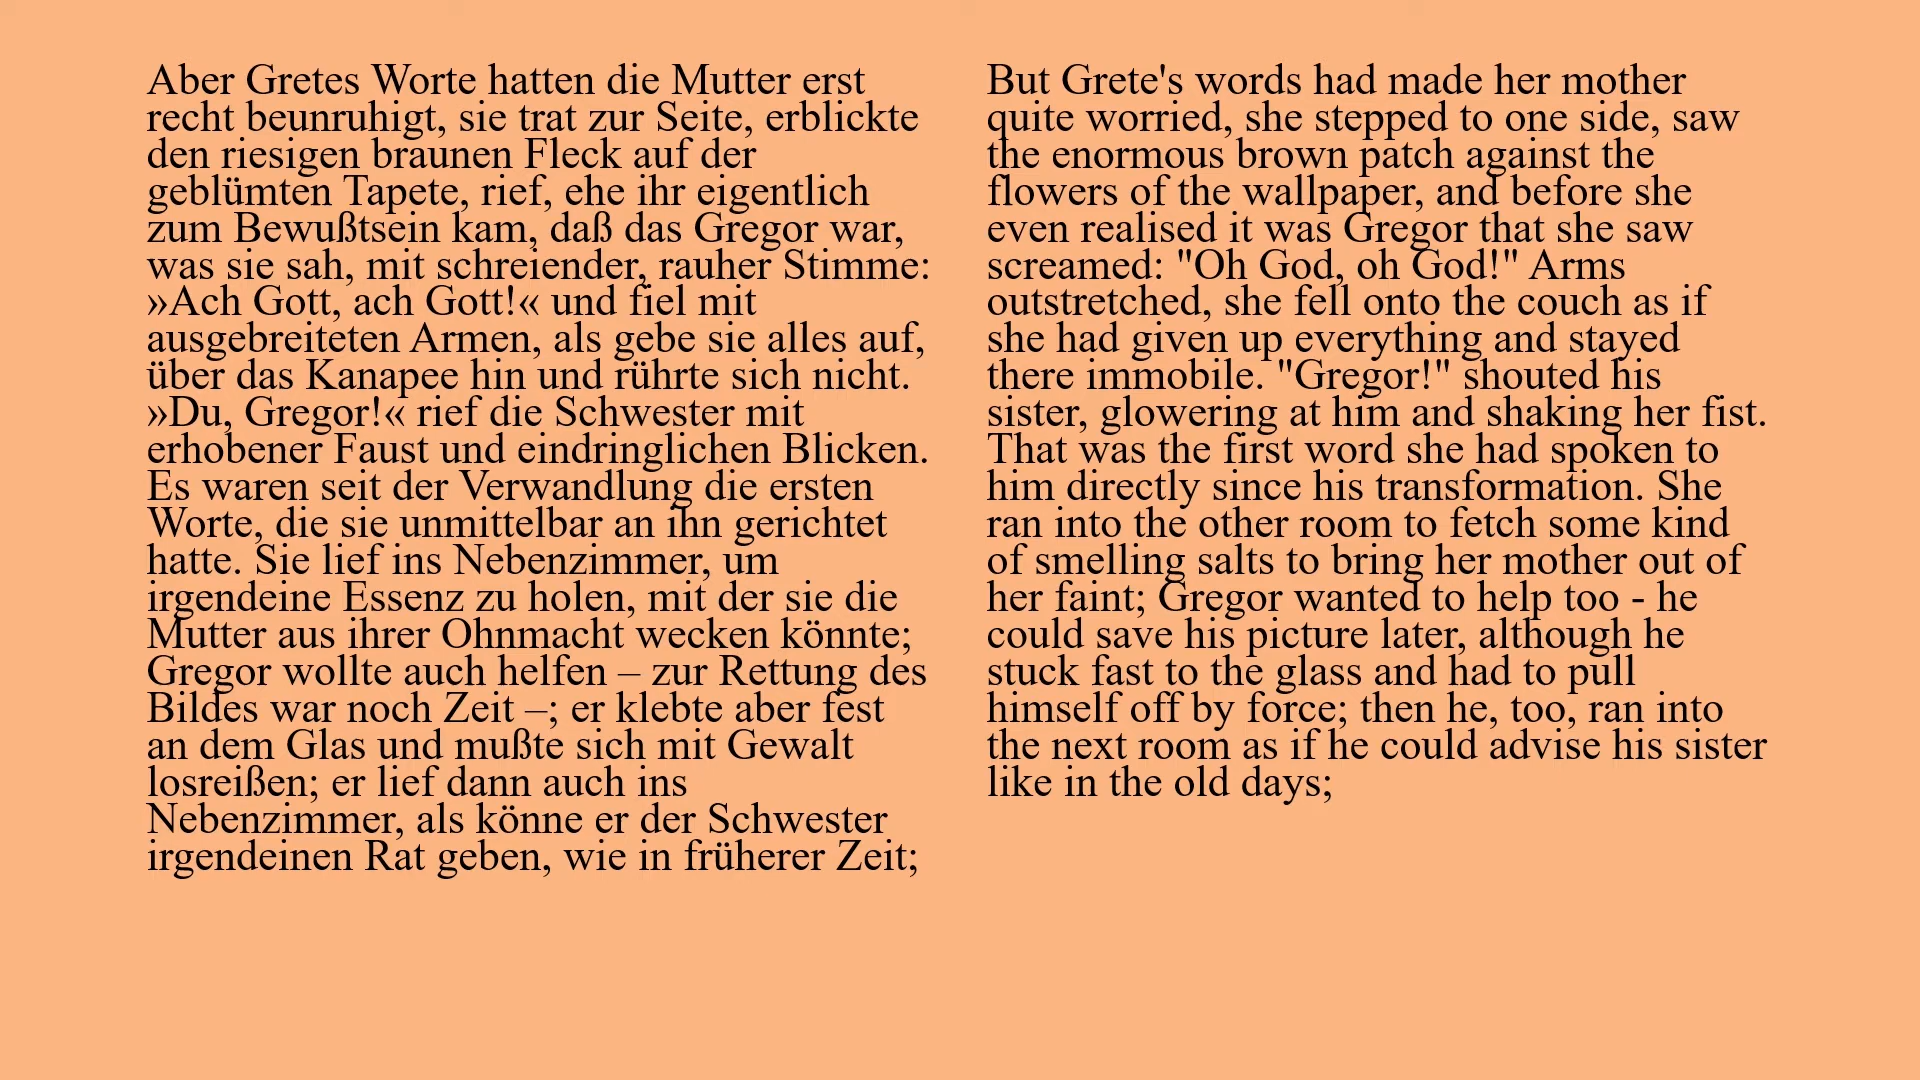 Aber Gretes Worte hatten die Mutter erst
recht beunruhigt, sie trat zur Seite, erblickte
den riesigen braunen Fleck auf der
geblümten Tapete, rief, ehe ihr eigentlich
zum Bewußtsein kam, daß das Gregor war,
was sie sah, mit schreiender, rauher Stimme:
»Ach Gott, ach Gott!« und fiel mit
ausgebreiteten Armen, als gebe sie alles auf,
über das Kanapee hin und rührte sich nicht.
»Du, Gregor!« rief die Schwester mit
erhobener Faust und eindringlichen Blicken.
Es waren seit der Verwandlung die ersten
Worte, die sie unmittelbar an ihn gerichtet
hatte. Sie lief ins Nebenzimmer, um
irgendeine Essenz zu holen, mit der sie die
Mutter aus ihrer Ohnmacht wecken könnte;
Gregor wollte auch helfen – zur Rettung des
Bildes war noch Zeit –; er klebte aber fest
an dem Glas und mußte sich mit Gewalt
losreißen; er lief dann auch ins
Nebenzimmer, als könne er der Schwester
irgendeinen Rat geben, wie in früherer Zeit;
But Grete's words had made her mother
quite worried, she stepped to one side, saw
the enormous brown patch against the
flowers of the wallpaper, and before she
even realised it was Gregor that she saw
screamed: "Oh God, oh God!" Arms
outstretched, she fell onto the couch as if
she had given up everything and stayed
there immobile. "Gregor!" shouted his
sister, glowering at him and shaking her fist.
That was the first word she had spoken to
him directly since his transformation. She
ran into the other room to fetch some kind
of smelling salts to bring her mother out of
her faint; Gregor wanted to help too - he
could save his picture later, although he
stuck fast to the glass and had to pull
himself off by force; then he, too, ran into
the next room as if he could advise his sister
like in the old days;